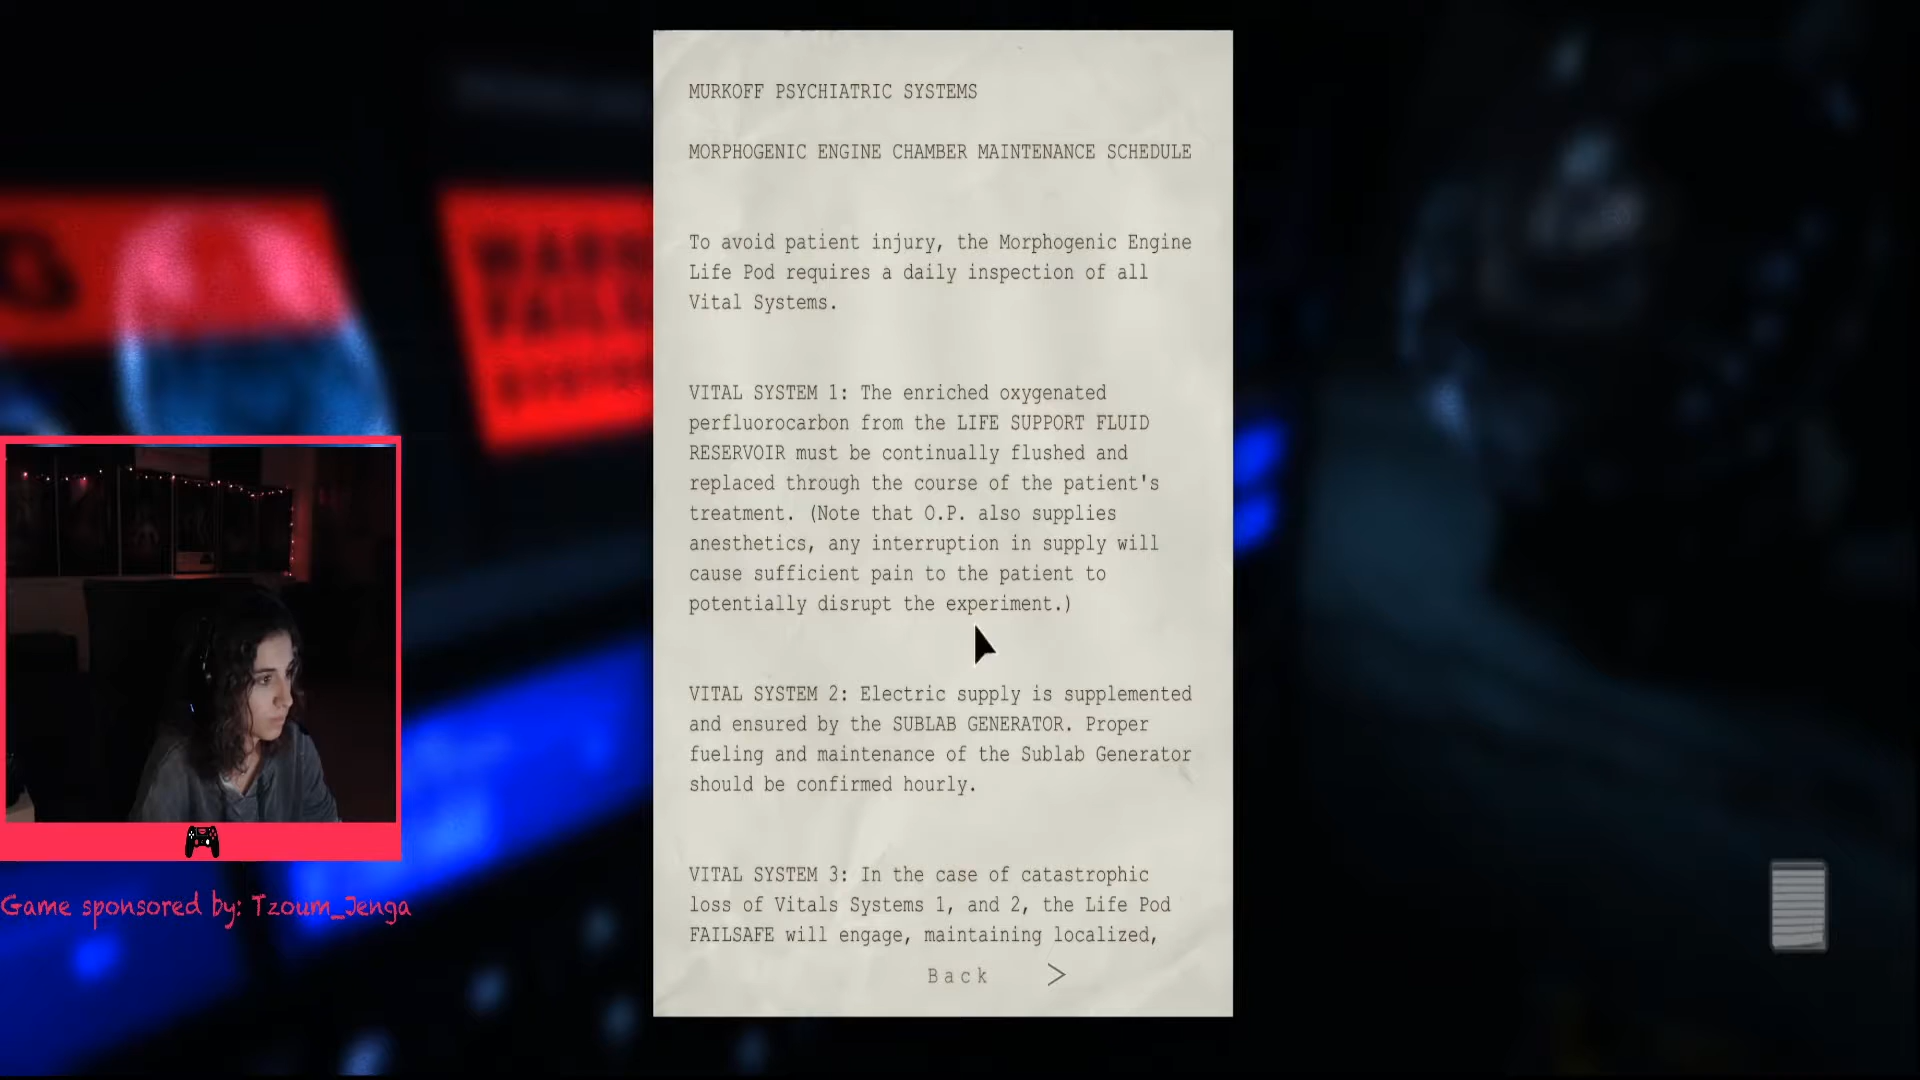 MURKOFF PSYCHIATRIC SYSTEMS
MORPHOGENIC ENGINE CHAMBER MAINTENANCE SCHEDULE
To avoid patient injury, the Morphogenic Engine
Life Pod requires a daily inspection of all
Vital Systems.
VITAL SYSTEM 1: The enriched oxygenated
perfluorocarbon from the LIFE SUPPORT FLUID
RESERVOIR must be continually flushed and
replaced through the course of the patient's
treatment. (Note that O.P. also supplies
anesthetics, any interruption in supply will
cause sufficient pain to the patient to
potentially disrupt the experiment.)
VITAL SYSTEM 2: Electric supply is supplemented
and ensured by the SUBLAB GENERATOR. Proper
fueling and maintenance of the Sublab Generator
should be confirmed hourly.
VITAL SYSTEM 3: In the case of catastrophic
loss of Vitals Systems 1, and 2, the Life Pod
FAILSAFE will engage, maintaining localized,
Back >
Game sponsored by: Tzoum_Jenga